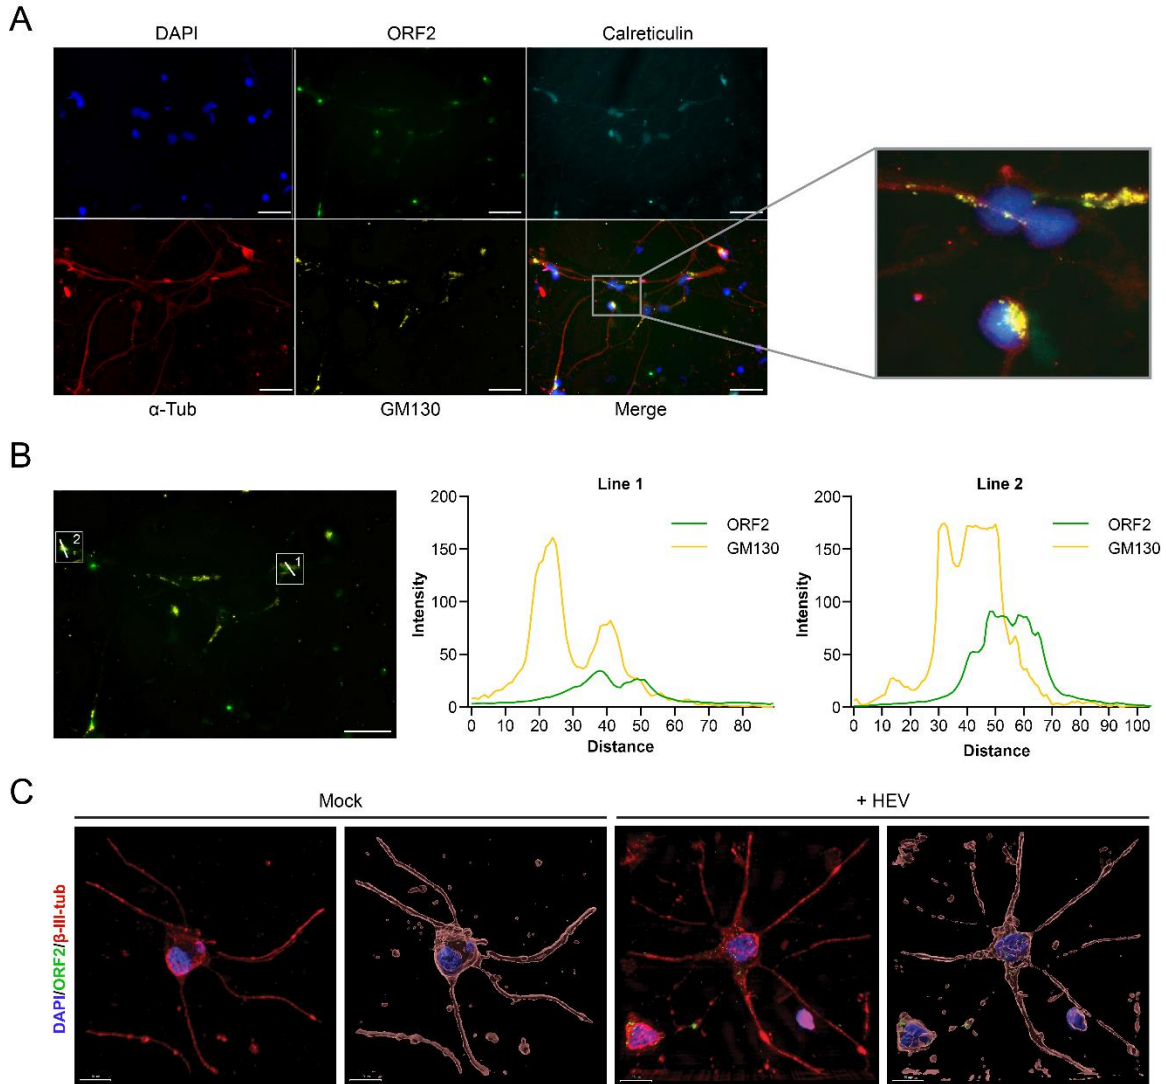 A
DAPI ORF2 Calreticulin
α-Tub GM130 Merge
B
2
1
Line 1
200
150
100
50
0
Intensity
0 10 20 30 40 50 60 70 80
Distance
ORF2
GM130
Line 2
200
150
100
50
0
Intensity
0 10 20 30 40 50 60 70 80 90 100
Distance
ORF2
GM130
C
Mock + HEV
DAPI/ORF2/β-III-tub